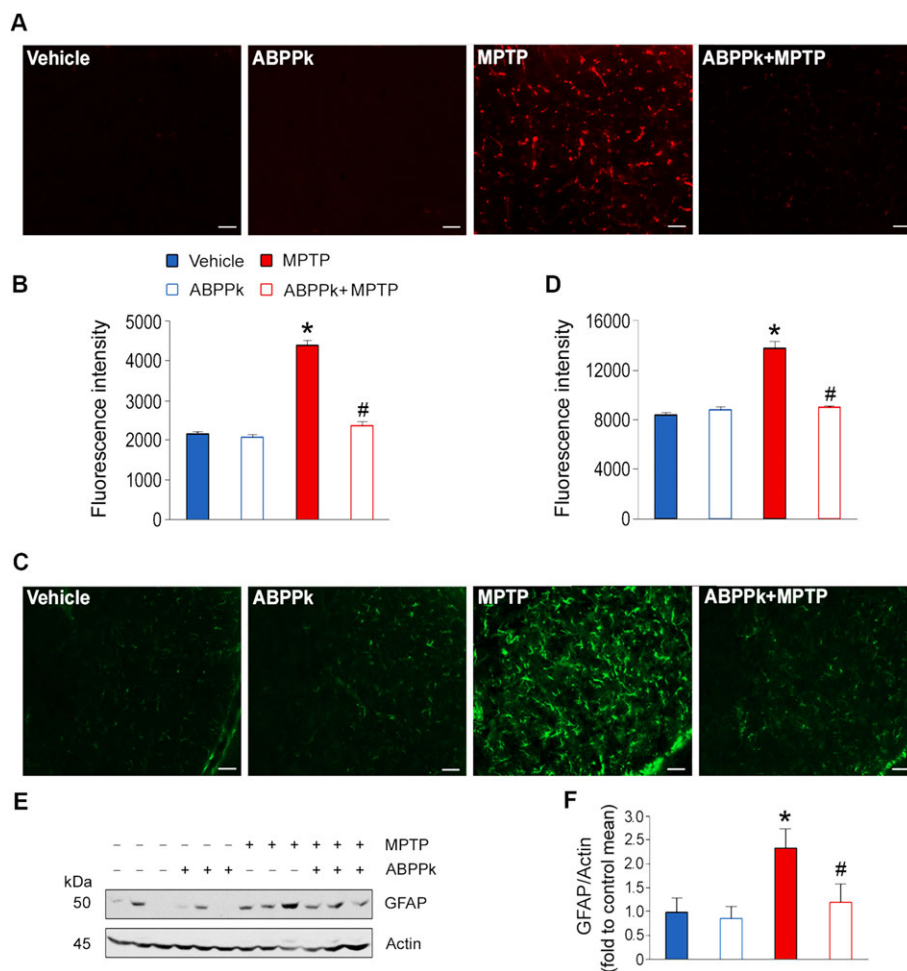 A
Vehicle ABPPk MPTP ABPPk+MPTP
Vehicle MPTP
ABPPk ABPPk+MPTP
B
Fluorescence intensity
5000
4000
3000
2000
1000
0
*
#
D
Fluorescence intensity
16000
12000
8000
4000
0
*
#
C
Vehicle ABPPk MPTP ABPPk+MPTP
E
− − − − − − + + + + + + MPTP
− − − + + + − − − + + + ABPPk
kDa
50 GFAP
45 Actin
F
GFAP/Actin
(fold to control mean)
3.0
2.5
2.0
1.5
1.0
0.5
0
*
#